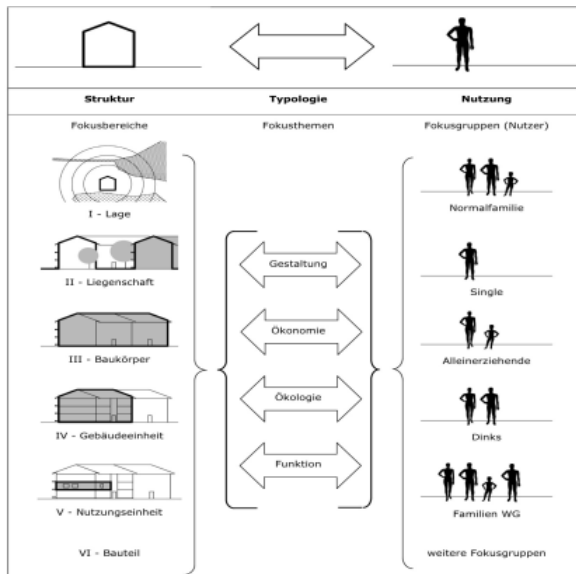 Struktur Typologie Nutzung
Fokusbereiche Fokusthemen Fokusgruppen (Nutzer)
I - Lage
Normalfamilie
Gestaltung
II - Liegenschaft
Single
Ökonomie
III - Baukörper
Alleinerziehende
Ökologie
IV - Gebäudeeinheit
Dinks
Funktion
V - Nutzungseinheit
Familien WG
VI - Bauteil
weitere Fokusgruppen